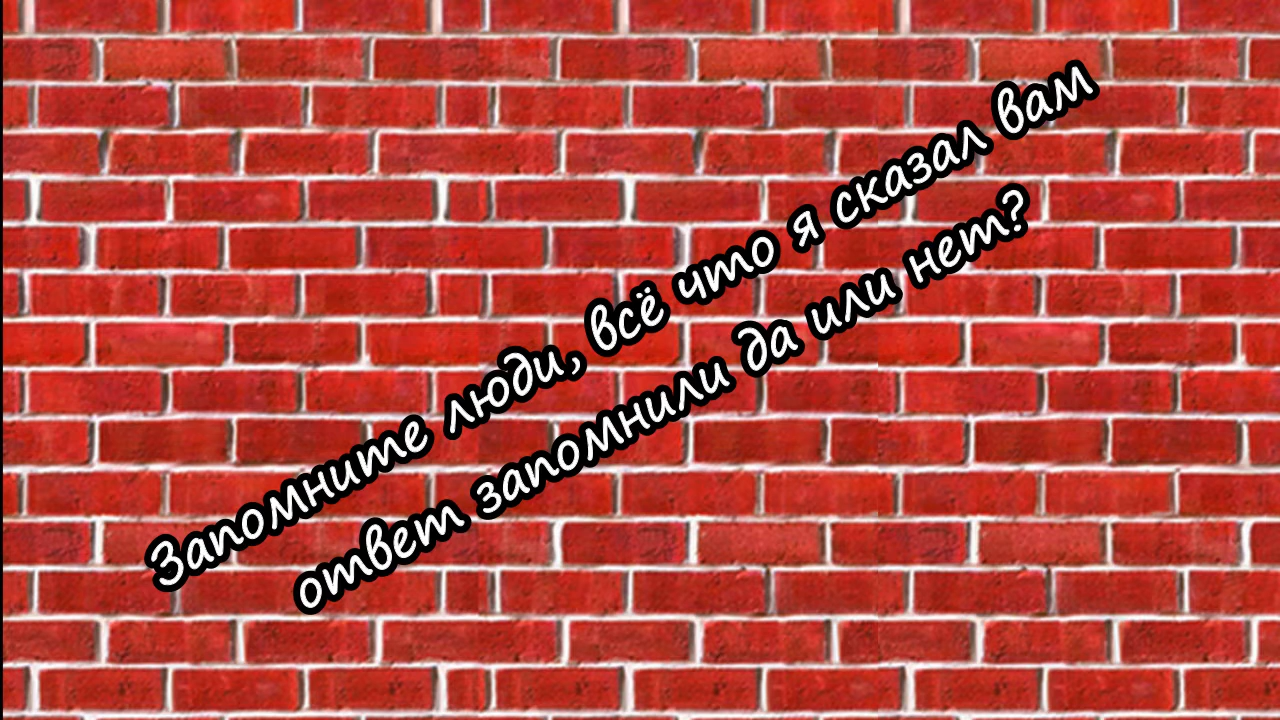 Запомните люди, всё что я сказал вам
ответ запомнили да или нет?